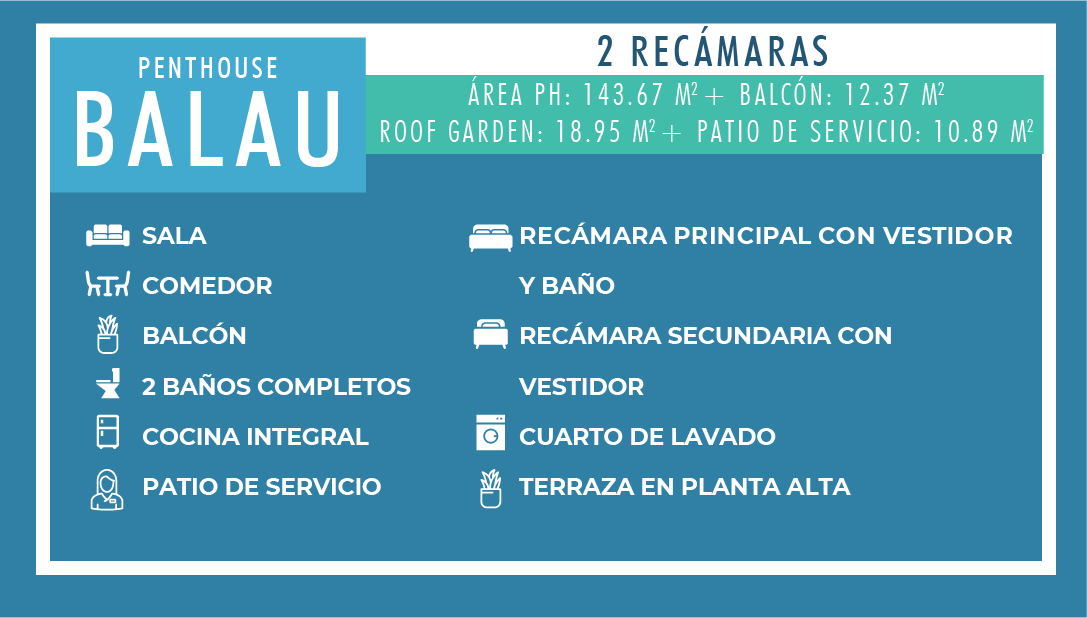 PENTHOUSE
BALAU
2 RECÁMARAS
ÁREA PH: 143.67 M² + BALCÓN: 12.37 M²
ROOF GARDEN: 18.95 M² + PATIO DE SERVICIO: 10.89 M²
SALA
COMEDOR
BALCÓN
2 BAÑOS COMPLETOS
COCINA INTEGRAL
PATIO DE SERVICIO
RECÁMARA PRINCIPAL CON VESTIDOR
Y BAÑO
RECÁMARA SECUNDARIA CON
VESTIDOR
CUARTO DE LAVADO
TERRAZA EN PLANTA ALTA